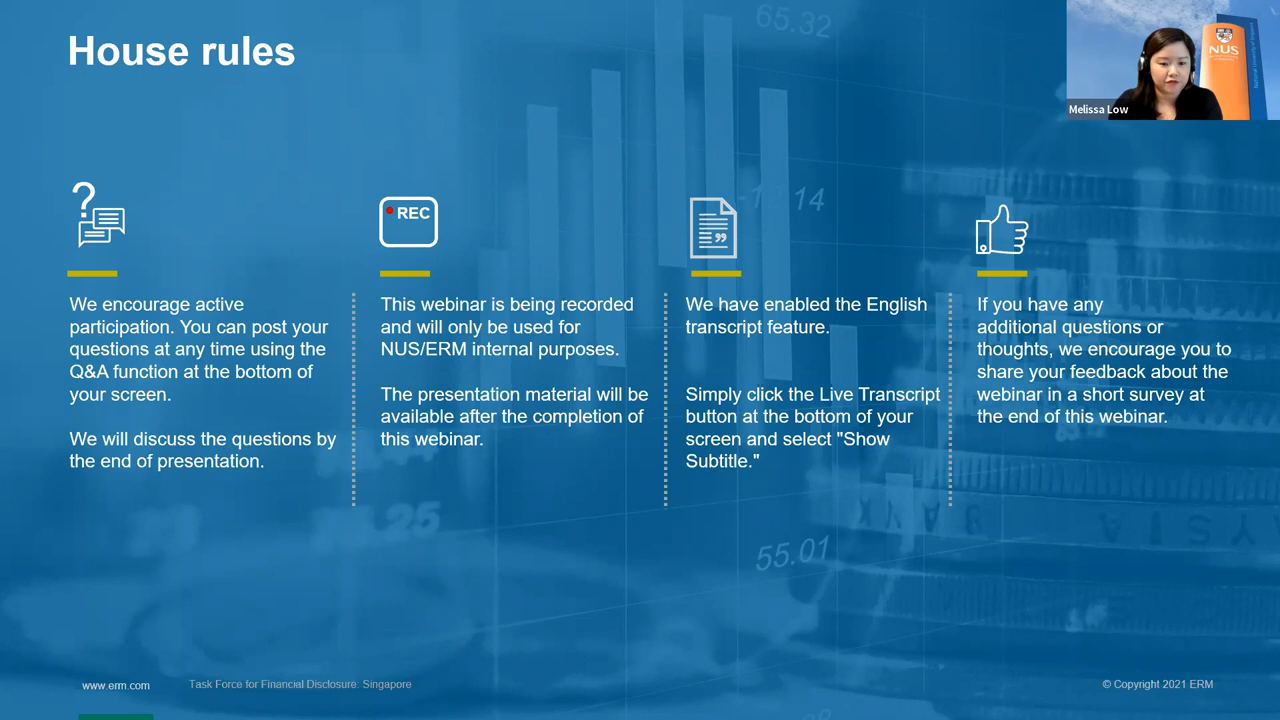 House rules
NUS
Melissa Low
?
REC
We encourage active
participation. You can post your
questions at any time using the
Q&A function at the bottom of
your screen.
We will discuss the questions by
the end of presentation.
This webinar is being recorded
and will only be used for
NUS/ERM internal purposes.
The presentation material will be
available after the completion of
this webinar.
We have enabled the English
transcript feature.
Simply click the Live Transcript
button at the bottom of your
screen and select "Show
Subtitle."
If you have any
additional questions or
thoughts, we encourage you to
share your feedback about the
webinar in a short survey at
the end of this webinar.
65.32
55.01
www.erm.com
Task Force for Financial Disclosure: Singapore
© Copyright 2021 ERM